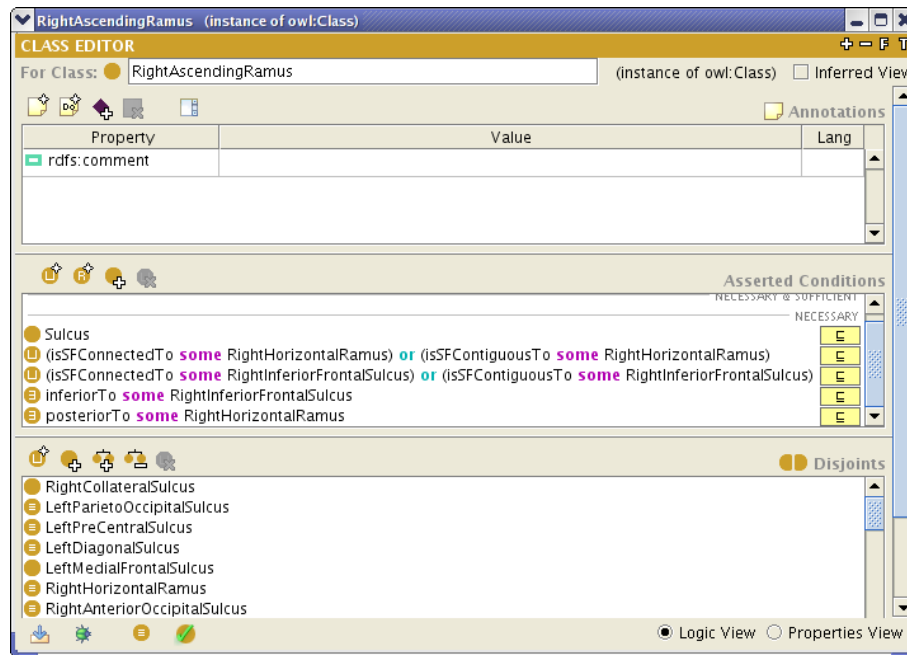 RightAscendingRamus (instance of owl:Class)
CLASS EDITOR
For Class: RightAscendingRamus (instance of owl:Class) Inferred View
Annotations
Property Value Lang
rdfs:comment
Asserted Conditions
NECESSARY & SUFFICIENT
NECESSARY
Sulcus
(isSFConnectedTo some RightHorizontalRamus) or (isSFContiguousTo some RightHorizontalRamus)
(isSFConnectedTo some RightInferiorFrontalSulcus) or (isSFContiguousTo some RightInferiorFrontalSulcus)
inferiorTo some RightInferiorFrontalSulcus
posteriorTo some RightHorizontalRamus
Disjoints
RightCollateralSulcus
LeftParietoOccipitalSulcus
LeftPreCentralSulcus
LeftDiagonalSulcus
LeftMedialFrontalSulcus
RightHorizontalRamus
RightAnteriorOccipitalSulcus
Logic View Properties View